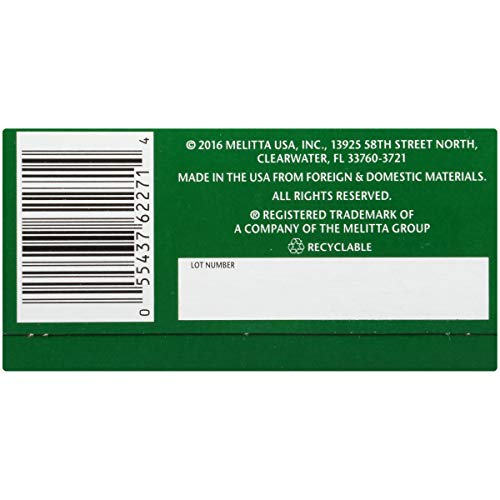 0 55437 62271 4
© 2016 MELITTA USA, INC., 13925 58TH STREET NORTH,
CLEARWATER, FL 33760-3721
MADE IN THE USA FROM FOREIGN & DOMESTIC MATERIALS.
ALL RIGHTS RESERVED.
® REGISTERED TRADEMARK OF
A COMPANY OF THE MELITTA GROUP
RECYCLABLE
LOT NUMBER